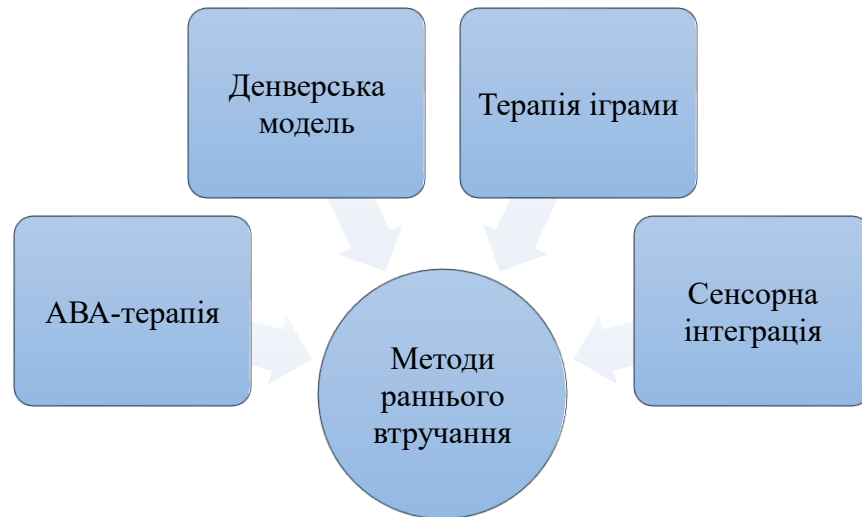 Денверська
модель
Терапія іграми
АВА-терапія
Сенсорна
інтеграція
Методи
раннього
втручання